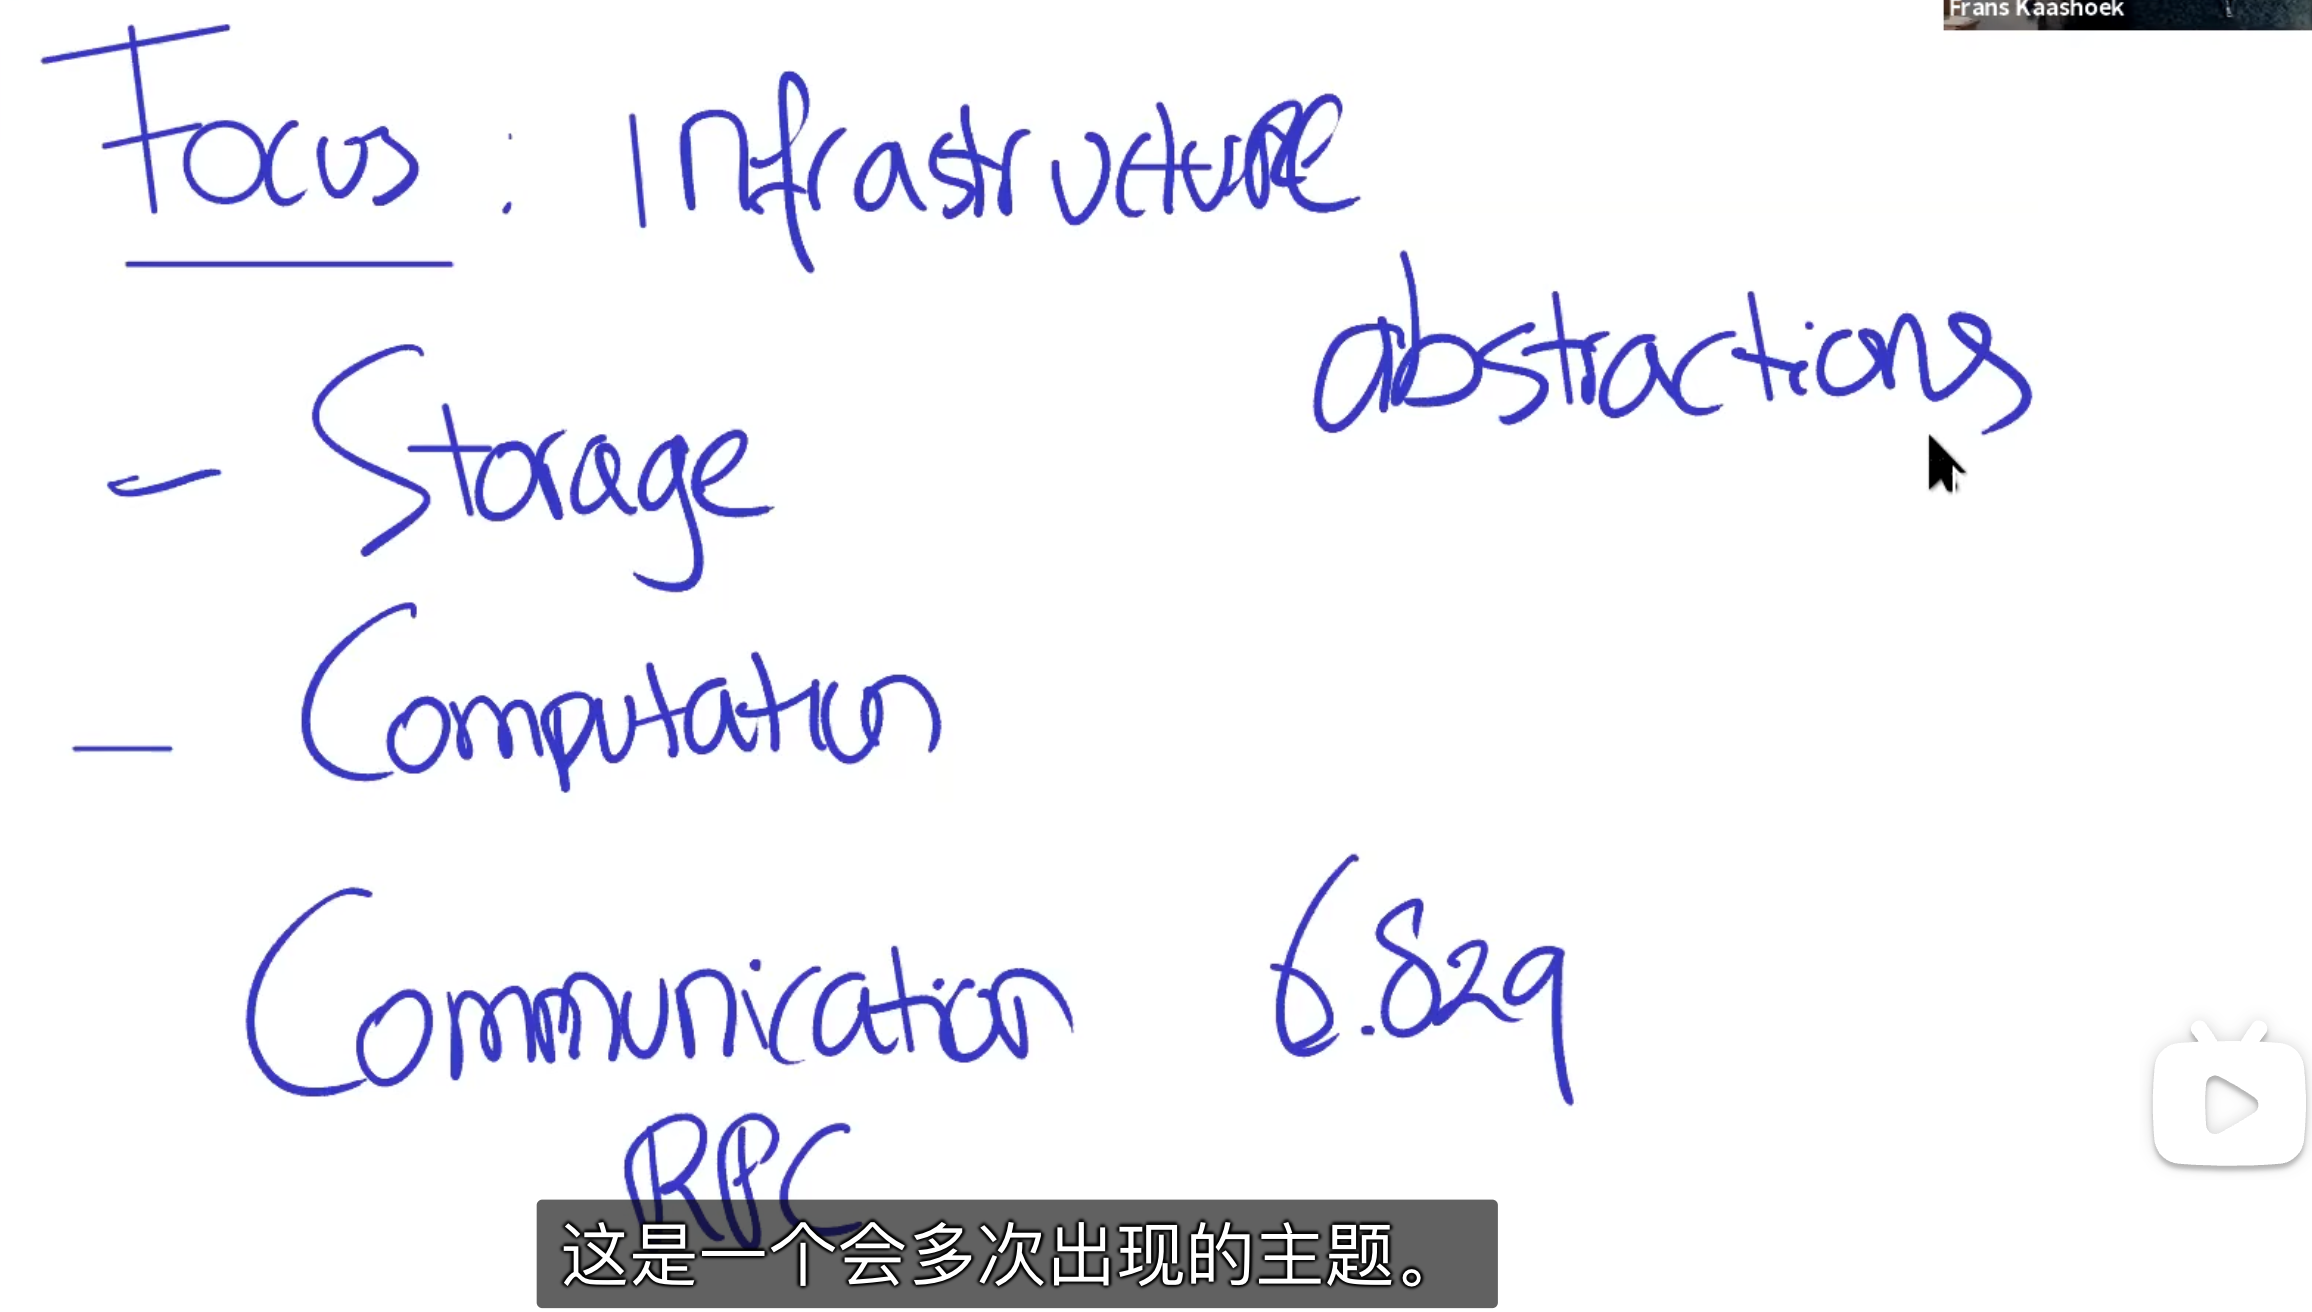 Frans Kaashoek
Focus : Infrastructure
abstractions
- Storage
- Computation
Communication 6.829
RPC
这是一个会多次出现的主题。